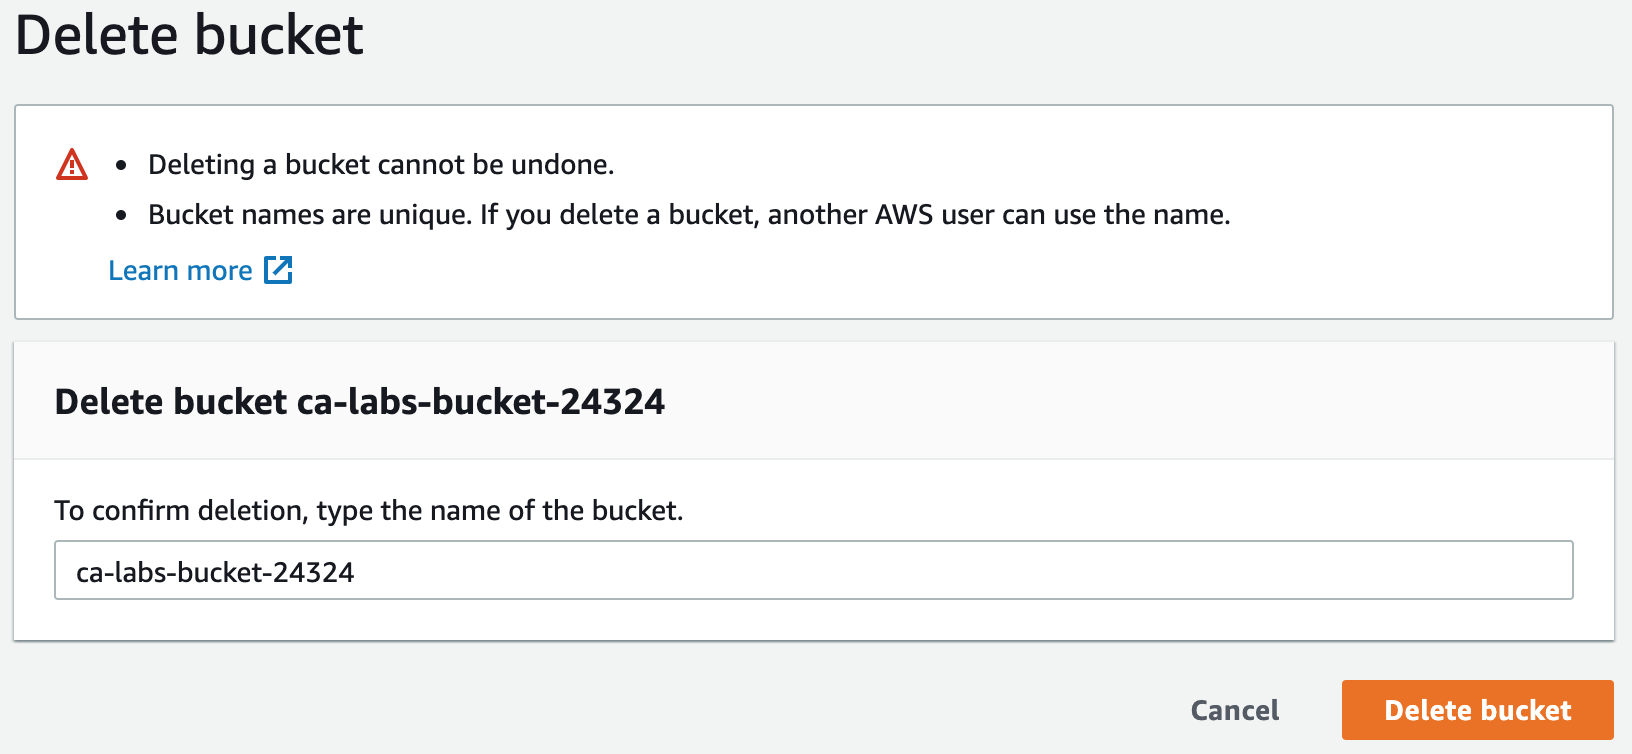 Delete bucket
• Deleting a bucket cannot be undone.
• Bucket names are unique. If you delete a bucket, another AWS user can use the name.
Learn more
Delete bucket ca-labs-bucket-24324
To confirm deletion, type the name of the bucket.
ca-labs-bucket-24324
Cancel Delete bucket